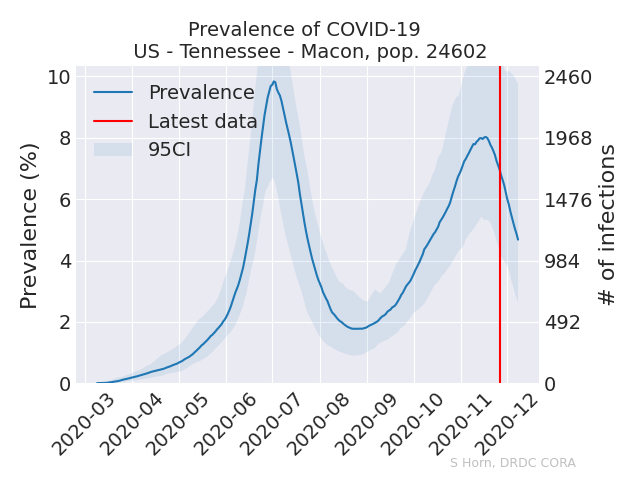 Prevalence of COVID-19
US - Tennessee - Macon, pop. 24602
Prevalence
Latest data
95CI
Prevalence (%)
10
8
6
4
2
0
2460
1968
1476
984
492
0
# of infections
2020-03
2020-04
2020-05
2020-06
2020-07
2020-08
2020-09
2020-10
2020-11
2020-12
S Horn, DRDC CORA